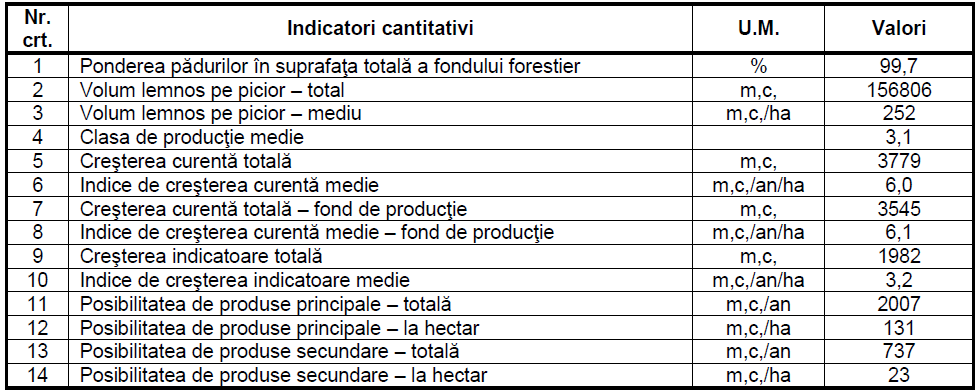 Nr. crt. Indicatori cantitativi U.M. Valori
1 Ponderea pădurilor în suprafaţa totală a fondului forestier % 99,7
2 Volum lemnos pe picior – total m,c, 156806
3 Volum lemnos pe picior – mediu m,c,/ha 252
4 Clasa de producţie medie 3,1
5 Creşterea curentă totală m,c, 3779
6 Indice de creşterea curentă medie m,c,/an/ha 6,0
7 Creşterea curentă totală – fond de producţie m,c, 3545
8 Indice de creşterea curentă medie – fond de producţie m,c,/an/ha 6,1
9 Creşterea indicatoare totală m,c, 1982
10 Indice de creşterea indicatoare medie m,c,/an/ha 3,2
11 Posibilitatea de produse principale – totală m,c,/an 2007
12 Posibilitatea de produse principale – la hectar m,c,/ha 131
13 Posibilitatea de produse secundare – totală m,c,/an 737
14 Posibilitatea de produse secundare – la hectar m,c,/ha 23